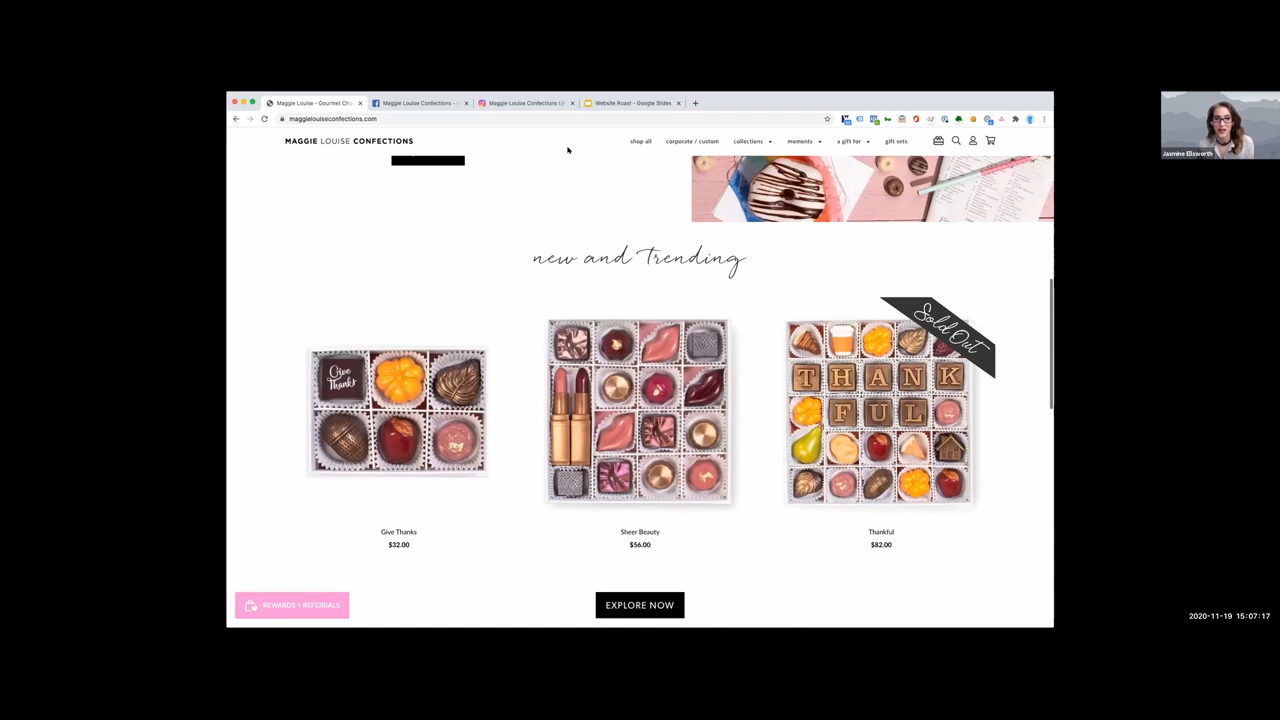 Maggie Louise - Gourmet Cho
Maggie Louise Confections -
Maggie Louise Confections (@
Website Roast - Google Slides
maggielouiseconfections.com
MAGGIE LOUISE CONFECTIONS
shop all
corporate / custom
collections
moments
a gift for
gift sets
Jasmine Ellsworth
new and trending
Sold Out
Give
Thanks
THANK
FUL
Give Thanks
$32.00
Sheer Beauty
$56.00
Thankful
$82.00
REWARDS + REFERRALS
EXPLORE NOW
2020-11-19 15:07:17